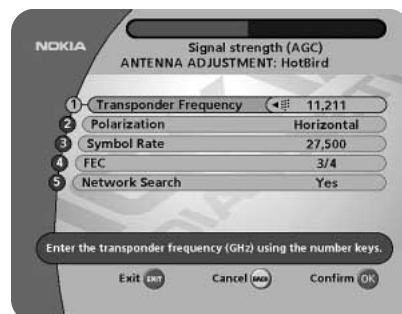 NOKIA
Signal strength (AGC)
ANTENNA ADJUSTMENT: HotBird
1 Transponder Frequency 11,211
2 Polarization Horizontal
3 Symbol Rate 27,500
4 FEC 3/4
5 Network Search Yes
Enter the transponder frequency (GHz) using the number keys.
Exit EXIT Cancel BACK Confirm OK